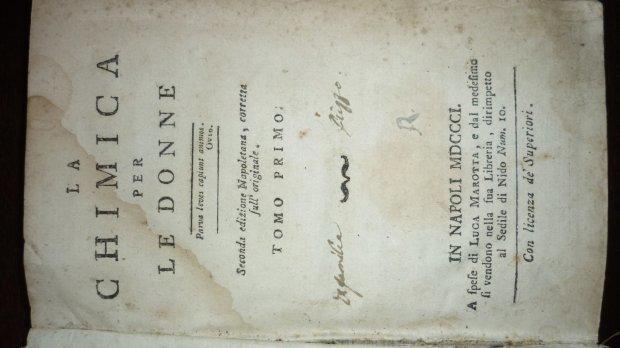 LA
CHIMICA
PER
LE DONNE
Parva leves capiunt animos.
OVID.
Seconda edizione Napoletana, corretta
sull' originale.
TOMO PRIMO:
IN NAPOLI MDCCCI.
A spese di LUCA MAROTTA, e dal medesimo
si vendono nella sua Libreria, dirimpetto
al Sedile di Nido Num. 10.
Con licenza de' Superiori.